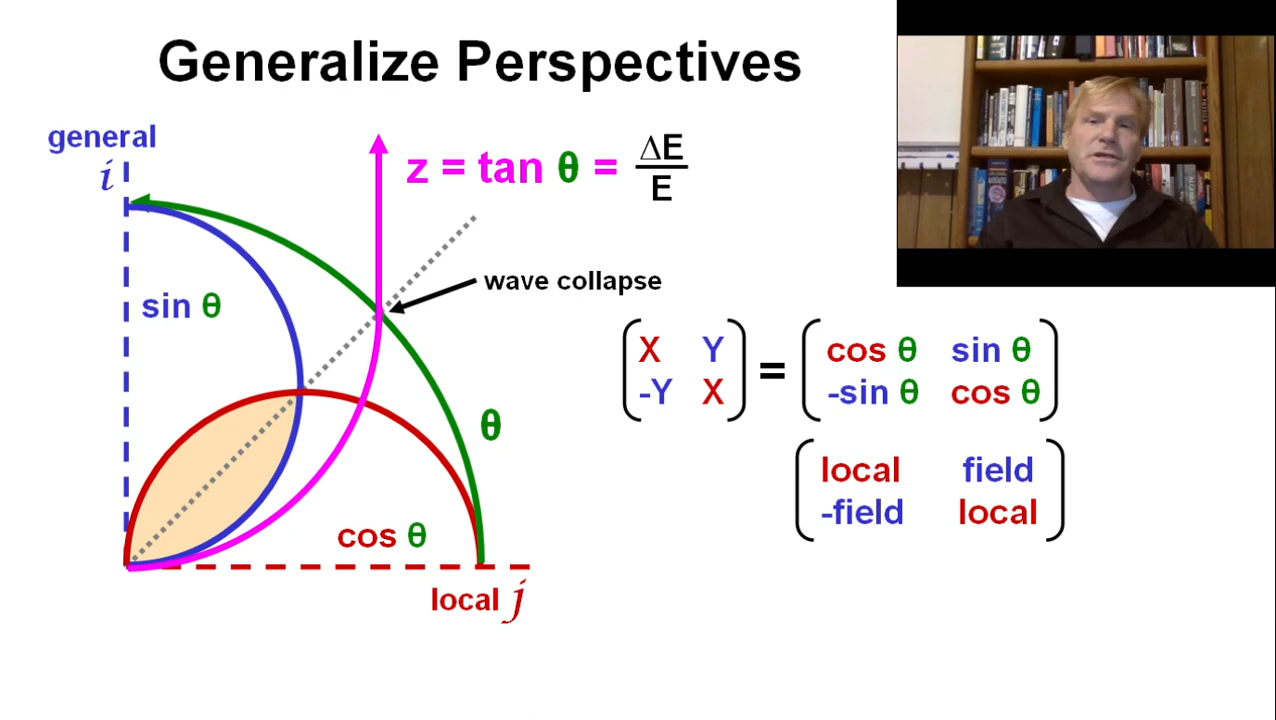 Generalize Perspectives
general
i
z = tan θ = ΔE
E
wave collapse
sin θ
X Y
-Y X
=
cos θ sin θ
-sin θ cos θ
θ
local field
-field local
cos θ
local j